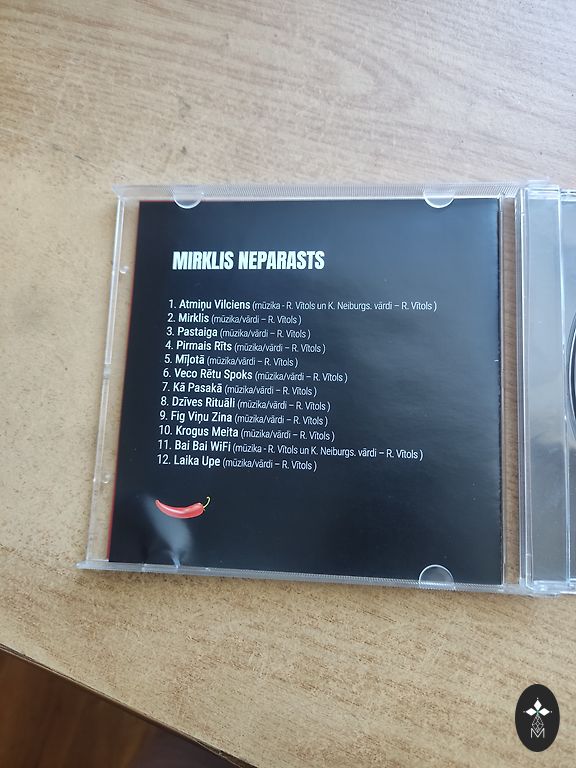 MIRKLIS NEPARASTS
1. Atmiņu Vilciens (mūzika - R. Vītols un K. Neiburgs. vārdi – R. Vītols )
2. Mirklis (mūzika/vārdi – R. Vītols )
3. Pastaiga (mūzika/vārdi – R. Vītols )
4. Pirmais Rīts (mūzika/vārdi – R. Vītols )
5. Mīļotā (mūzika/vārdi – R. Vītols )
6. Veco Rētu Spoks (mūzika/vārdi – R. Vītols )
7. Kā Pasakā (mūzika/vārdi – R. Vītols )
8. Dzīves Rituāli (mūzika/vārdi – R. Vītols )
9. Fig Viņu Zina (mūzika/vārdi – R. Vītols )
10. Krogus Meita (mūzika/vārdi – R. Vītols )
11. Bai Bai WiFi (mūzika - R. Vītols un K. Neiburgs. vārdi – R. Vītols )
12. Laika Upe (mūzika/vārdi – R. Vītols )
M